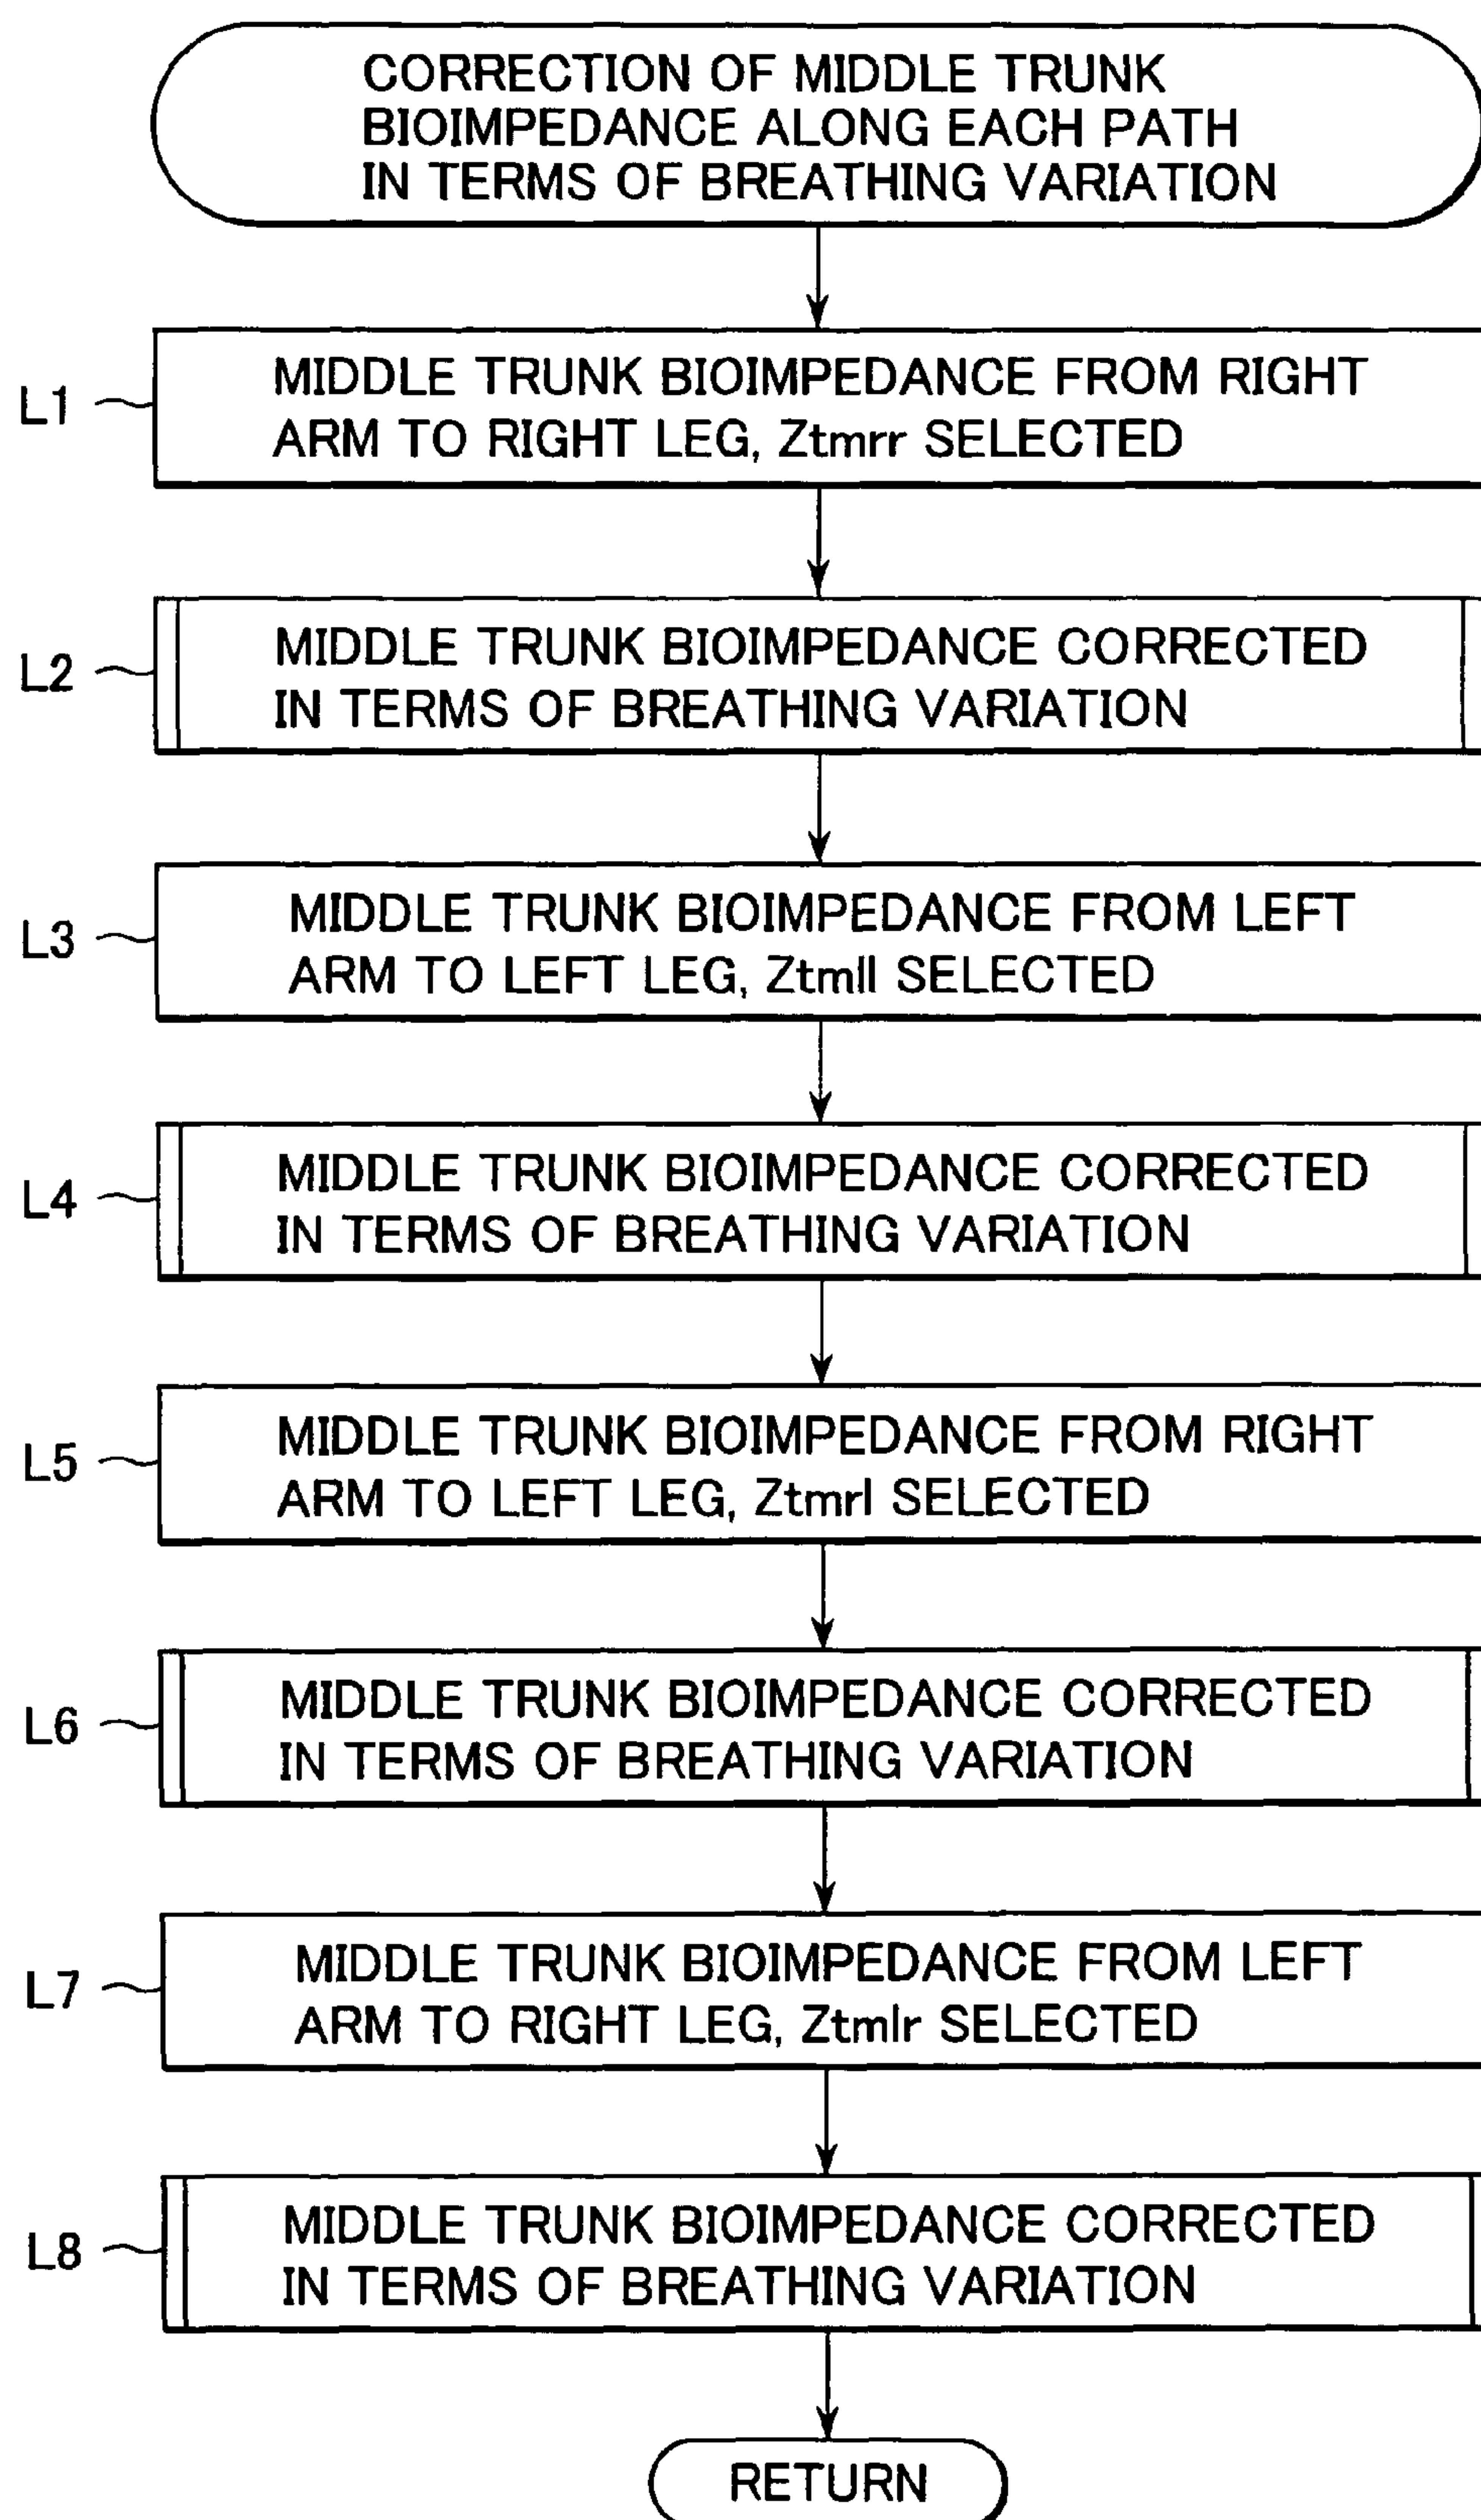 CORRECTION OF MIDDLE TRUNK
BIOIMPEDANCE ALONG EACH PATH
IN TERMS OF BREATHING VARIATION
L1
MIDDLE TRUNK BIOIMPEDANCE FROM RIGHT
ARM TO RIGHT LEG, Ztmrr SELECTED
L2
MIDDLE TRUNK BIOIMPEDANCE CORRECTED
IN TERMS OF BREATHING VARIATION
L3
MIDDLE TRUNK BIOIMPEDANCE FROM LEFT
ARM TO LEFT LEG, Ztmll SELECTED
L4
MIDDLE TRUNK BIOIMPEDANCE CORRECTED
IN TERMS OF BREATHING VARIATION
L5
MIDDLE TRUNK BIOIMPEDANCE FROM RIGHT
ARM TO LEFT LEG, Ztmrl SELECTED
L6
MIDDLE TRUNK BIOIMPEDANCE CORRECTED
IN TERMS OF BREATHING VARIATION
L7
MIDDLE TRUNK BIOIMPEDANCE FROM LEFT
ARM TO RIGHT LEG, Ztmlr SELECTED
L8
MIDDLE TRUNK BIOIMPEDANCE CORRECTED
IN TERMS OF BREATHING VARIATION
RETURN